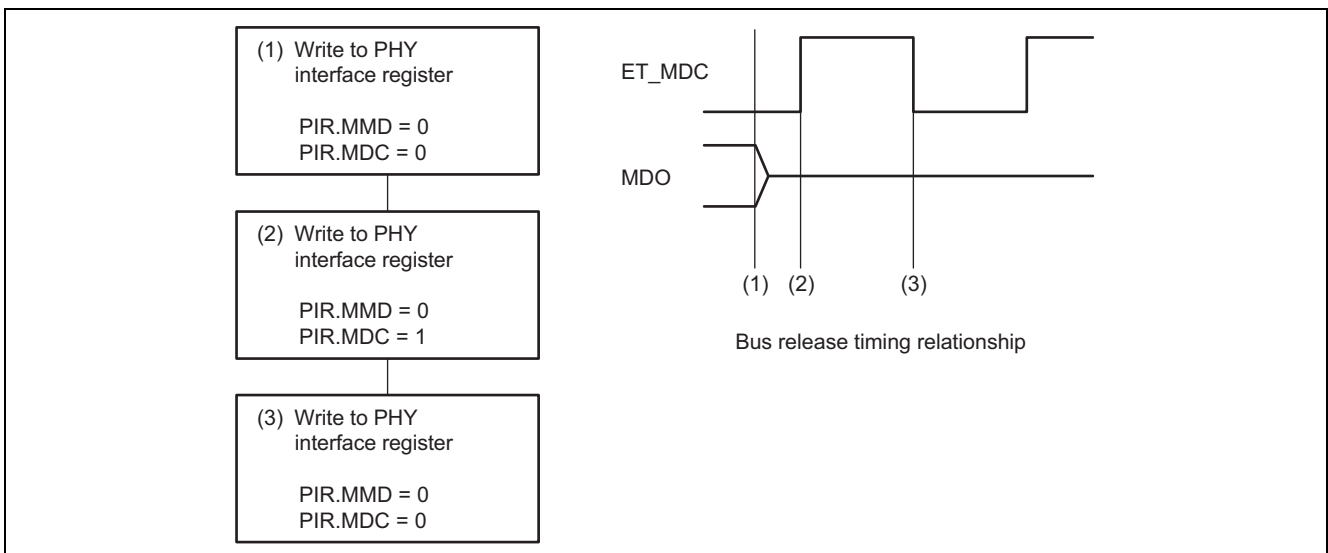 (1) Write to PHY
interface register
PIR.MMD = 0
PIR.MDC = 0
(2) Write to PHY
interface register
PIR.MMD = 0
PIR.MDC = 1
(3) Write to PHY
interface register
PIR.MMD = 0
PIR.MDC = 0
ET_MDC
MDO
(1) (2) (3)
Bus release timing relationship